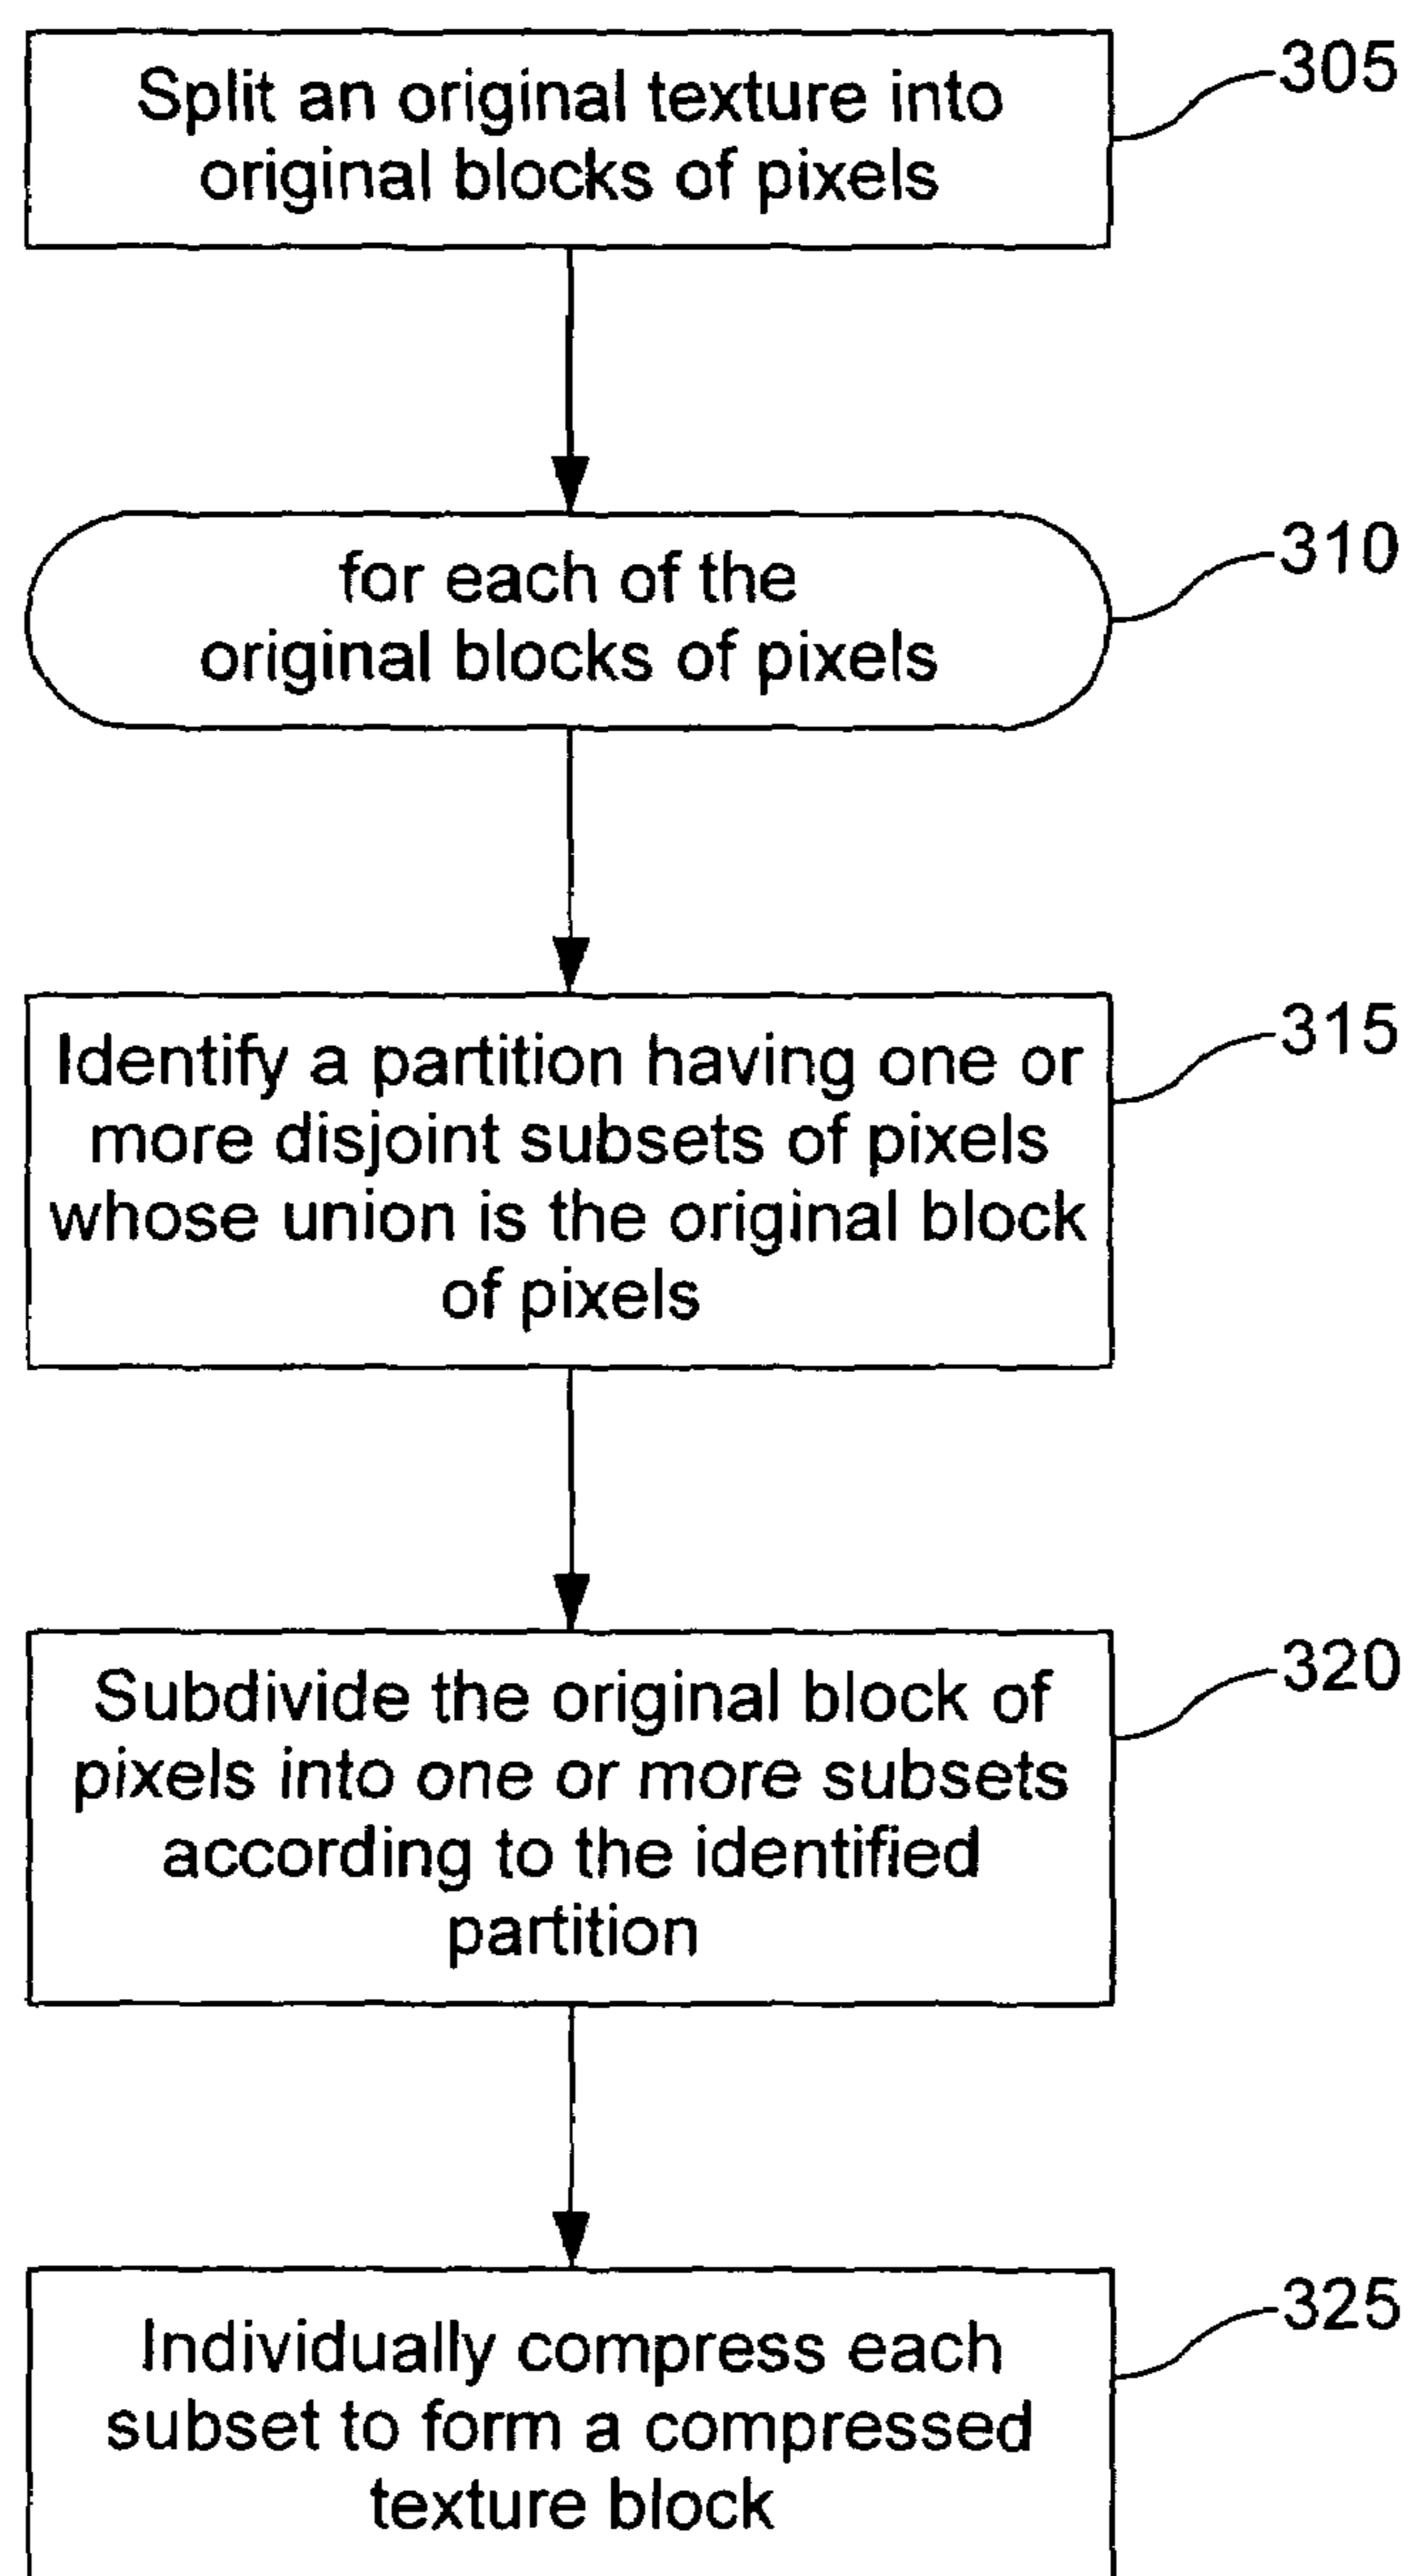 Split an original texture into
original blocks of pixels
305
for each of the
original blocks of pixels
310
Identify a partition having one or
more disjoint subsets of pixels
whose union is the original block
of pixels
315
Subdivide the original block of
pixels into one or more subsets
according to the identified
partition
320
Individually compress each
subset to form a compressed
texture block
325